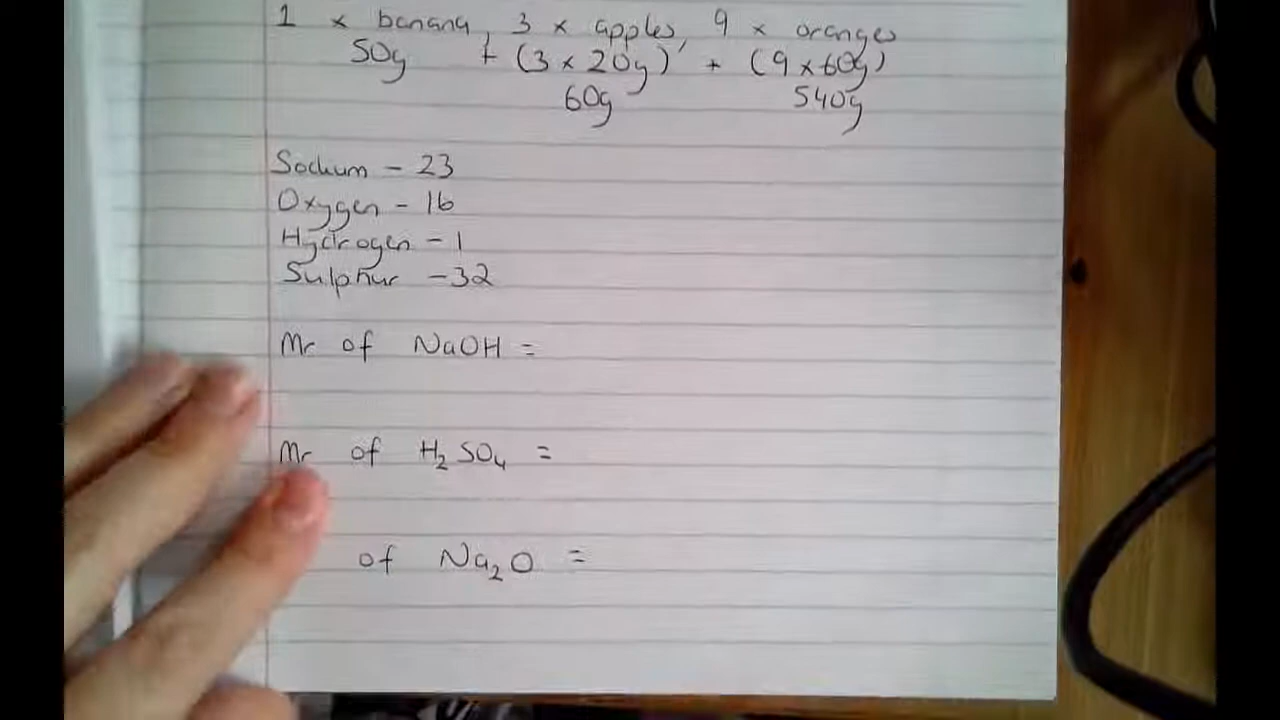 1 x banana, 3 x apples, 9 x oranges
50g + (3 x 20g) + (9 x 60g)
60g 540g
Sodium - 23
Oxygen - 16
Hydrogen - 1
Sulphur - 32
Mr of NaOH =
Mr of H₂SO₄ =
of Na₂O =